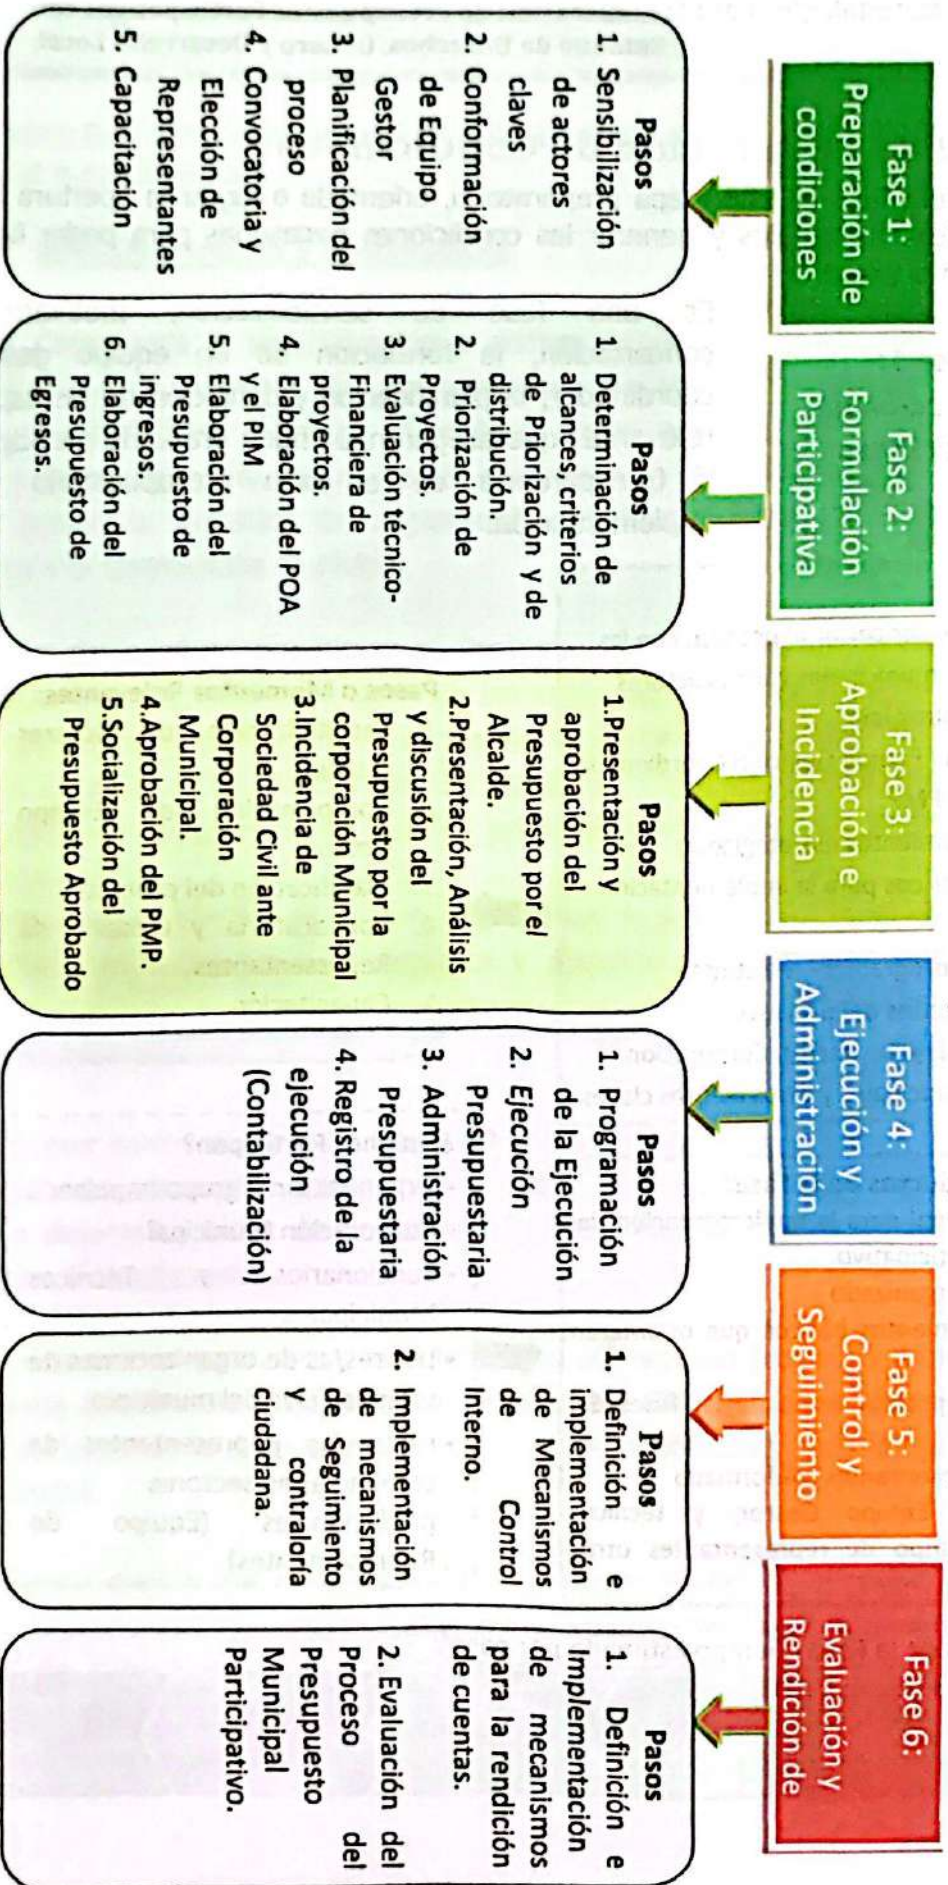 Fase 1:
Preparación de
condiciones
Pasos
1. Sensibilización
de actores
claves
2. Conformación
de Equipo
Gestor
3. Planificación del
proceso
4. Convocatoria y
Elección de
Representantes
5. Capacitación
Fase 2:
Formulación
Participativa
Pasos
1. Determinación de
alcances, criterios
de Priorización y de
distribución.
2. Priorización de
Proyectos.
3. Evaluación técnico-
Financiera de
proyectos.
4. Elaboración del POA
y el PIM
5. Elaboración del
Presupuesto de
ingresos.
6. Elaboración del
Presupuesto de
Egresos.
Fase 3:
Aprobación e
Incidencia
Pasos
1.Presentación y
aprobación del
Presupuesto por el
Alcalde.
2.Presentación, Análisis
y discusión del
Presupuesto por la
corporación Municipal
3.Incidencia de
Sociedad Civil ante
Corporación
Municipal.
4.Aprobación del PMP.
5.Socialización del
Presupuesto Aprobado
Fase 4:
Ejecución y
Administración
Pasos
1. Programación
de la Ejecución
2. Ejecución
Presupuestaria
3. Administración
Presupuestaria
4. Registro de la
ejecución
(Contabilización)
Fase 5:
Control y
Seguimiento
Pasos
1. Definición e
implementación
de Mecanismos
de Control
Interno.
2. Implementación
de mecanismos
de Seguimiento
y contraloría
ciudadana.
Fase 6:
Evaluación y
Rendición de
Pasos
1. Definición e
Implementación
de mecanismos
para la rendición
de cuentas.
2. Evaluación del
Proceso del
Presupuesto
Municipal
Participativo.